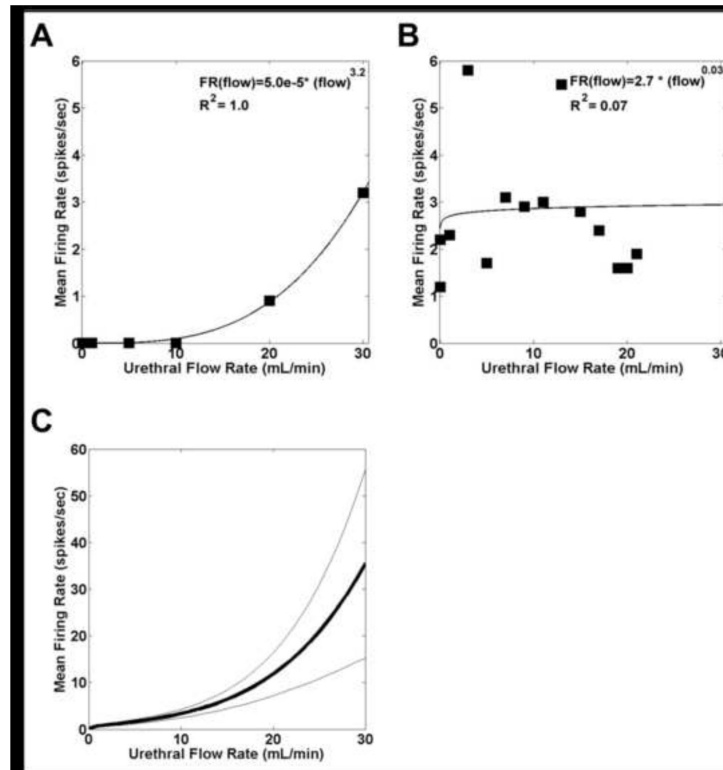 A
FR(flow)=5.0e-5* (flow)^3.2
R^2 = 1.0
6
5
4
3
2
1
0
0
10
20
30
Mean Firing Rate (spikes/sec)
Urethral Flow Rate (mL/min)
B
FR(flow)=2.7 * (flow)^0.03
R^2 = 0.07
6
5
4
3
2
1
0
0
10
20
30
Mean Firing Rate (spikes/sec)
Urethral Flow Rate (mL/min)
C
60
50
40
30
20
10
0
0
10
20
30
Mean Firing Rate (spikes/sec)
Urethral Flow Rate (mL/min)